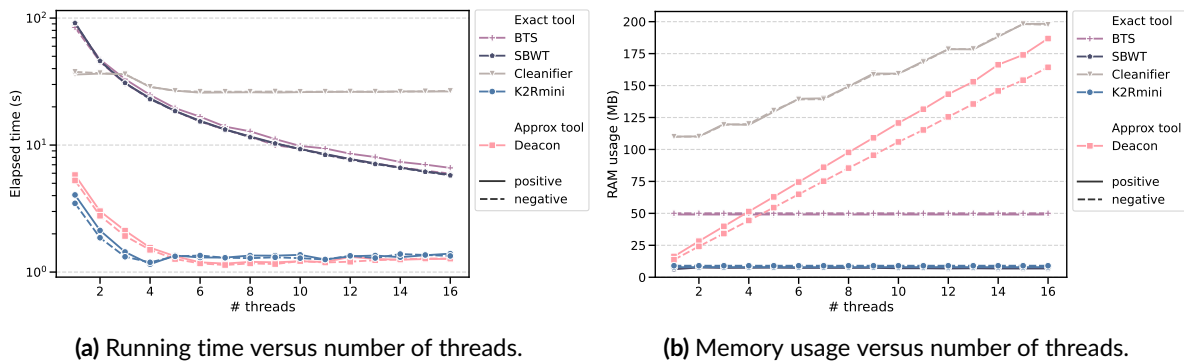 10²
10¹
10⁰
Elapsed time (s)
2 4 6 8 10 12 14 16
# threads
Exact tool
BTS
SBWT
Cleanifier
K2Rmini
Approx tool
Deacon
positive
negative
200
175
150
125
100
75
50
25
0
RAM usage (MB)
2 4 6 8 10 12 14 16
# threads
Exact tool
BTS
SBWT
Cleanifier
K2Rmini
Approx tool
Deacon
positive
negative
(a) Running time versus number of threads.
(b) Memory usage versus number of threads.